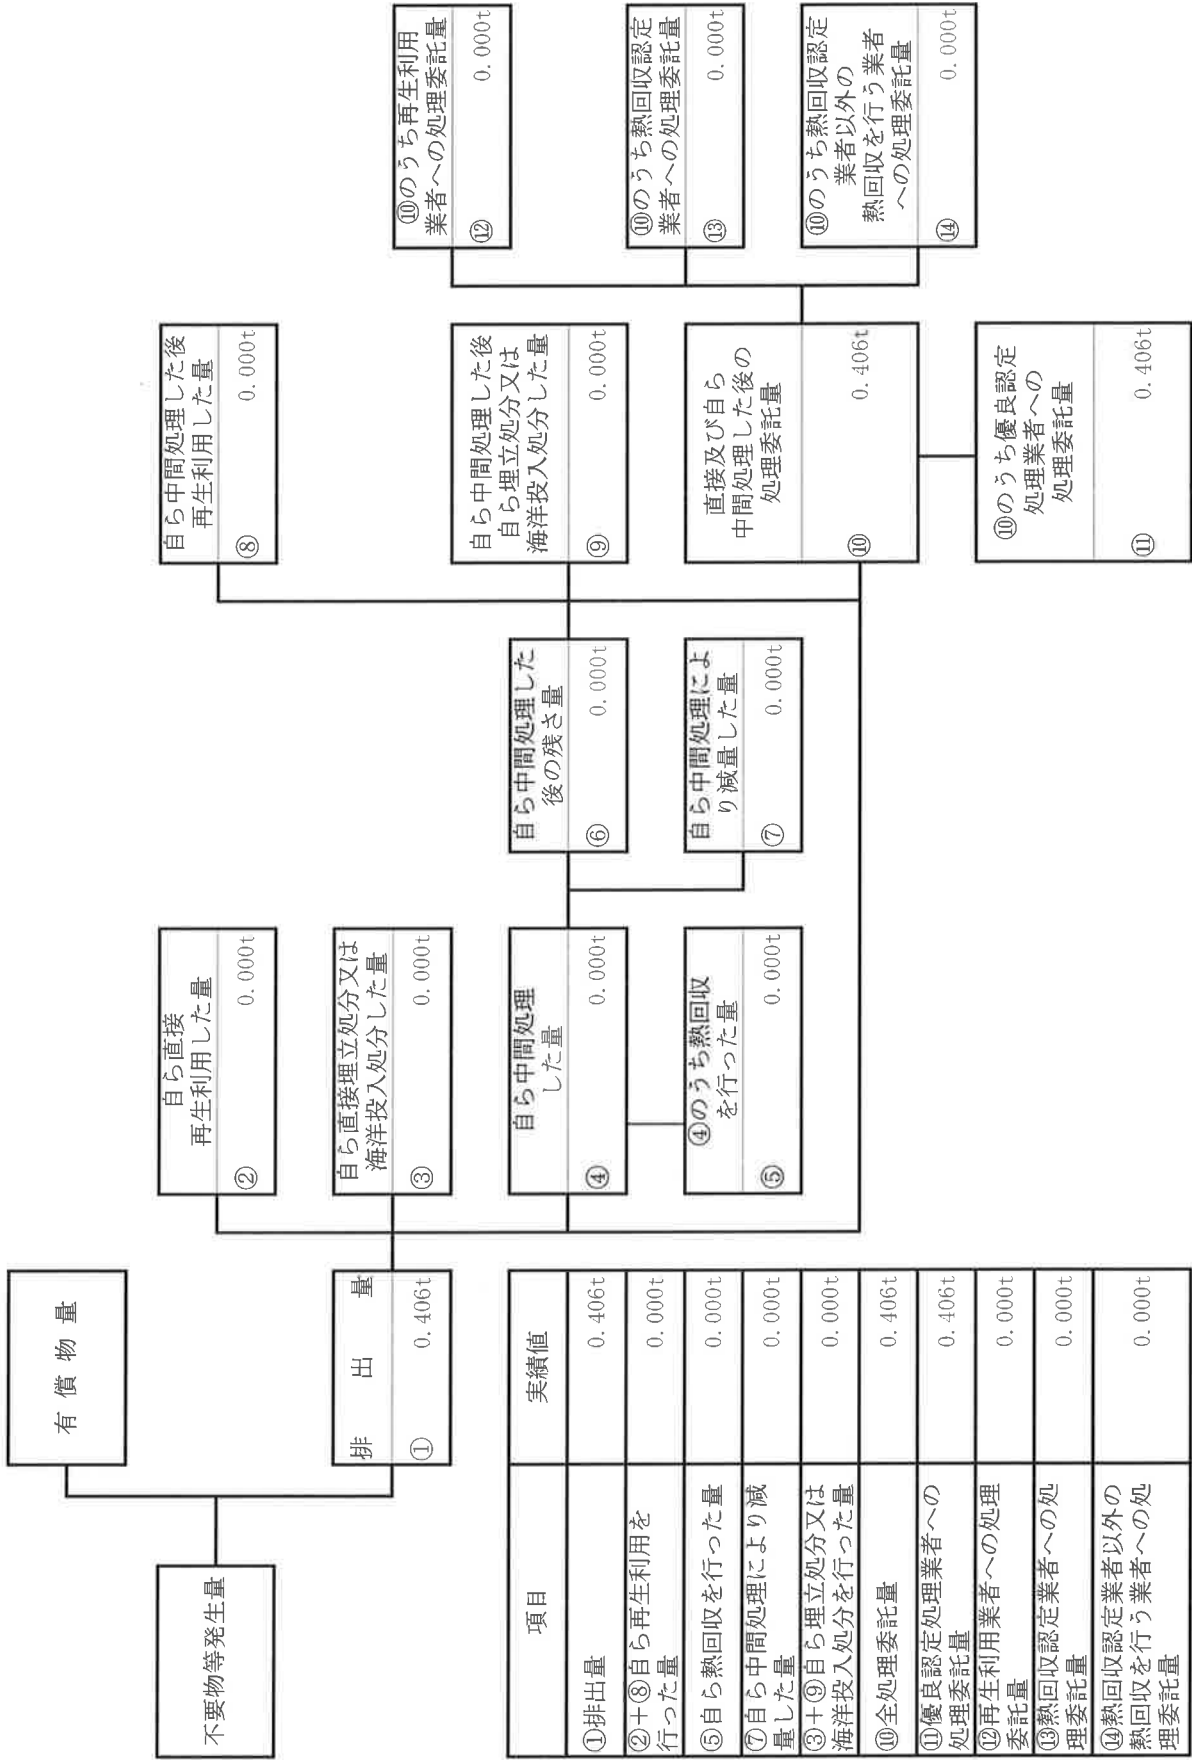 不要物等発生量
有償物量
排出量
① 0.406t
自ら直接
再生利用した量
② 0.000t
自ら直接埋立処分又は
海洋投入処分した量
③ 0.000t
自ら中間処理
した量
④ 0.000t
④のうち熱回収
を行った量
⑤ 0.000t
自ら中間処理した
後の残さ量
⑥ 0.000t
自ら中間処理によ
り減量した量
⑦ 0.000t
自ら中間処理した後
再生利用した量
⑧ 0.000t
自ら中間処理した後
自ら埋立処分又は
海洋投入処分した量
⑨ 0.000t
直接及び自ら
中間処理した後の
処理委託量
⑩ 0.406t
⑩のうち優良認定
処理業者への
処理委託量
⑪ 0.406t
⑩のうち再生利用
業者への処理委託量
⑫ 0.000t
⑩のうち熱回収認定
業者への処理委託量
⑬ 0.000t
⑩のうち熱回収認定
業者以外の
熱回収を行う業者
への処理委託量
⑭ 0.000t
項目 実績値
①排出量 0.406t
②+⑧自ら再生利用を
行った量 0.000t
⑤自ら熱回収を行った量 0.000t
⑦自ら中間処理により減
量した量 0.000t
③+⑨自ら埋立処分又は
海洋投入処分を行った量 0.000t
⑩全処理委託量 0.406t
⑪優良認定処理業者への
処理委託量 0.406t
⑫再生利用業者への処理
委託量 0.000t
⑬熱回収認定業者への処
理委託量 0.000t
⑭熱回収認定業者以外の
熱回収を行う業者への処
理委託量 0.000t